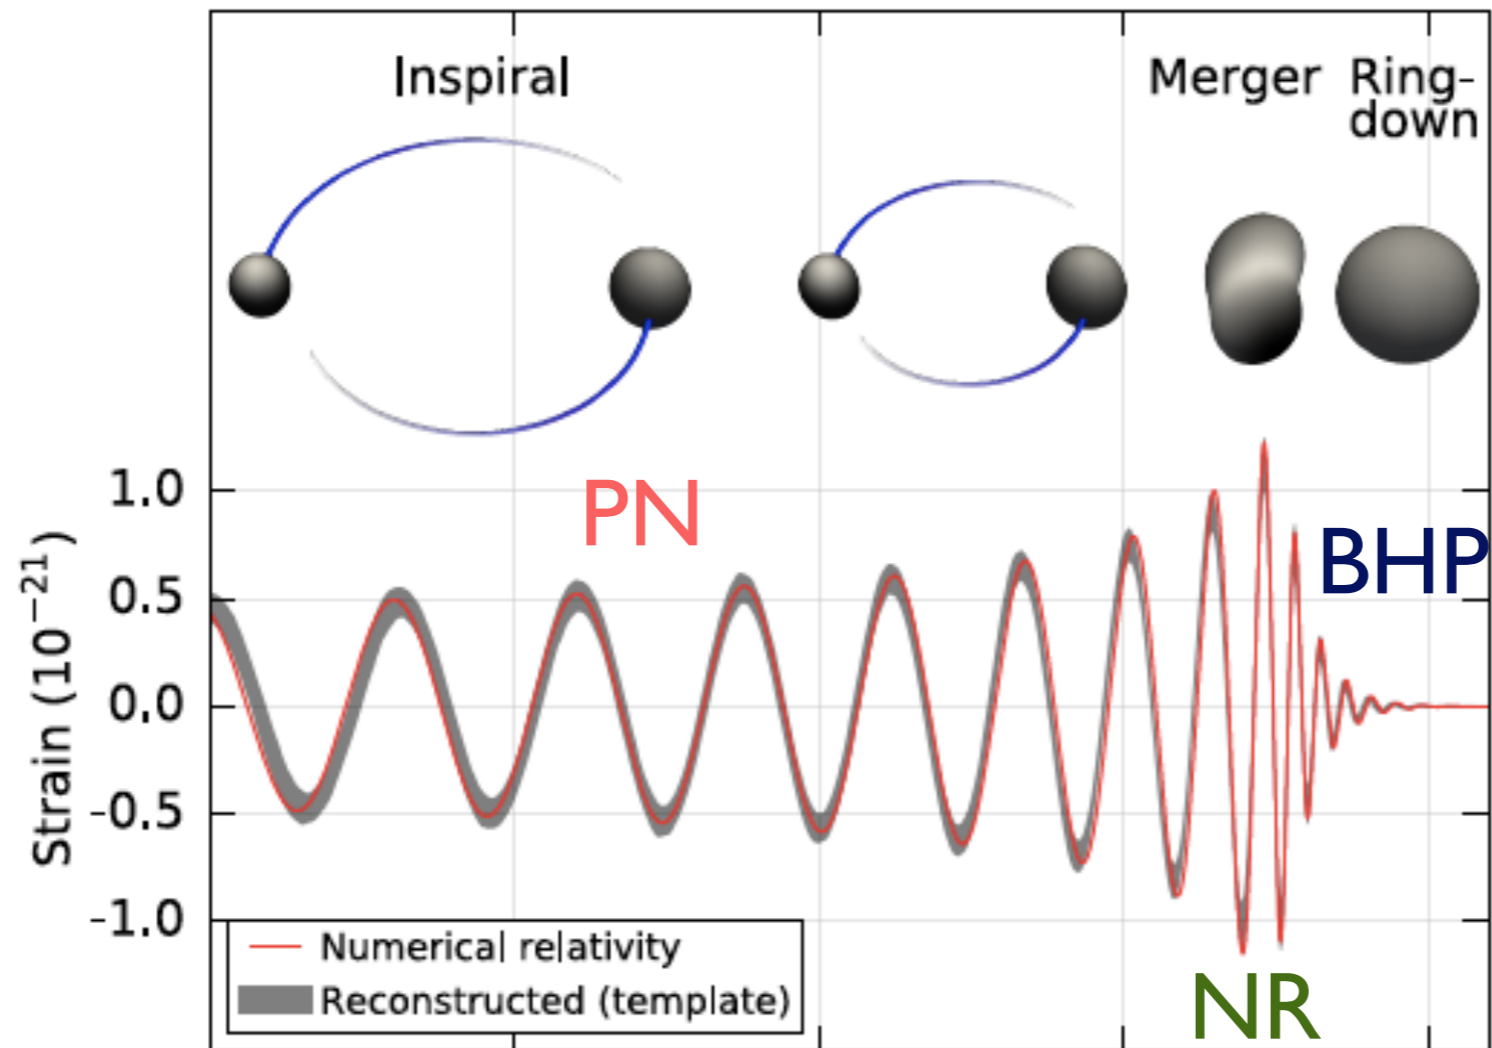 Inspiral
Merger
Ring-
down
PN
BHP
NR
1.0
0.5
0.0
-0.5
-1.0
Strain (10⁻²¹)
Numerical relativity
Reconstructed (template)